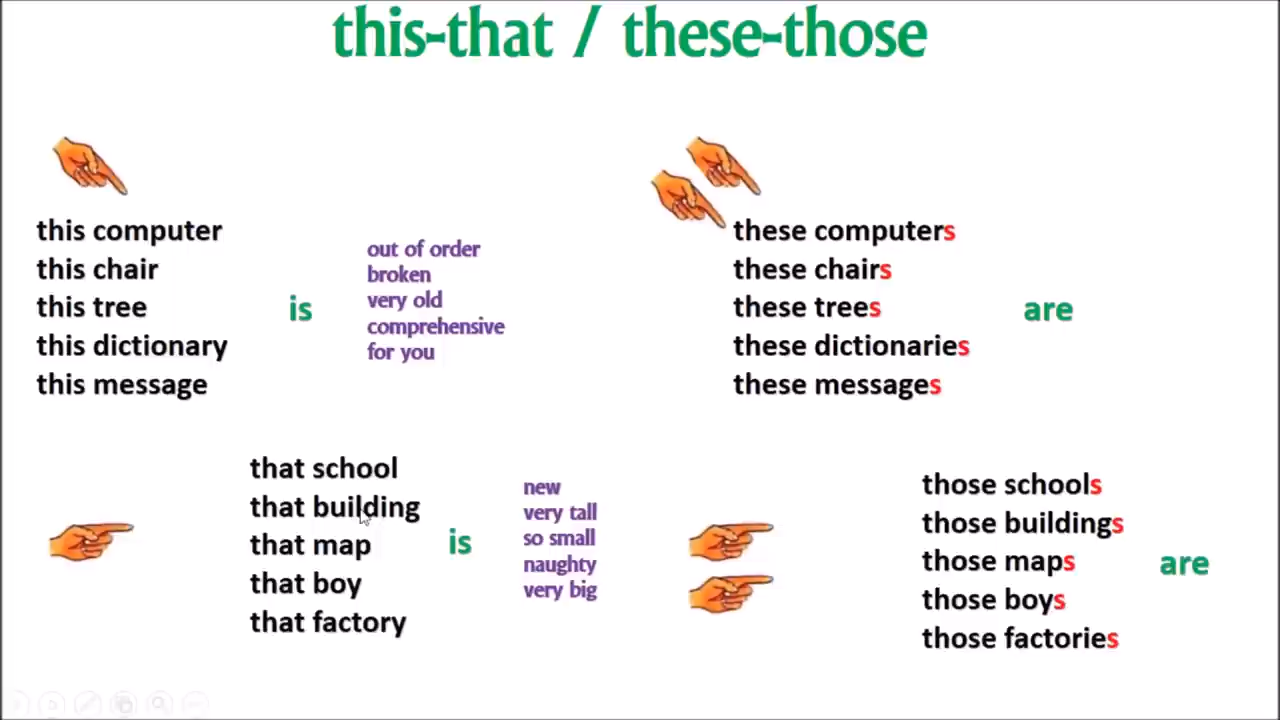 this-that / these-those
this computer
this chair
this tree
this dictionary
this message
is
out of order
broken
very old
comprehensive
for you
these computers
these chairs
these trees
these dictionaries
these messages
are
that school
that building
that map
that boy
that factory
is
new
very tall
so small
naughty
very big
those schools
those buildings
those maps
those boys
those factories
are